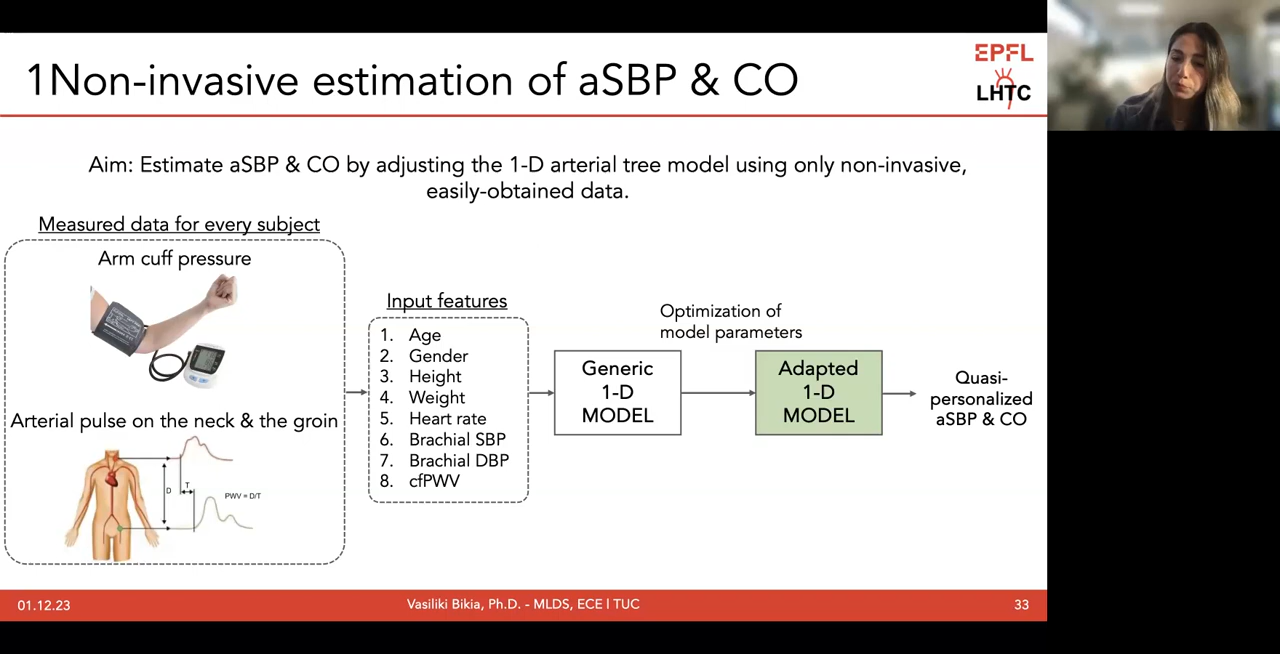 1Non-invasive estimation of aSBP & CO
EPFL
LHTC
Aim: Estimate aSBP & CO by adjusting the 1-D arterial tree model using only non-invasive,
easily-obtained data.
Measured data for every subject
Arm cuff pressure
Arterial pulse on the neck & the groin
D
T
PWV = D/T
Input features
1. Age
2. Gender
3. Height
4. Weight
5. Heart rate
6. Brachial SBP
7. Brachial DBP
8. cfPWV
Generic
1-D
MODEL
Optimization of
model parameters
Adapted
1-D
MODEL
Quasi-
personalized
aSBP & CO
01.12.23
Vasiliki Bikia, Ph.D. - MLDS, ECE | TUC
33